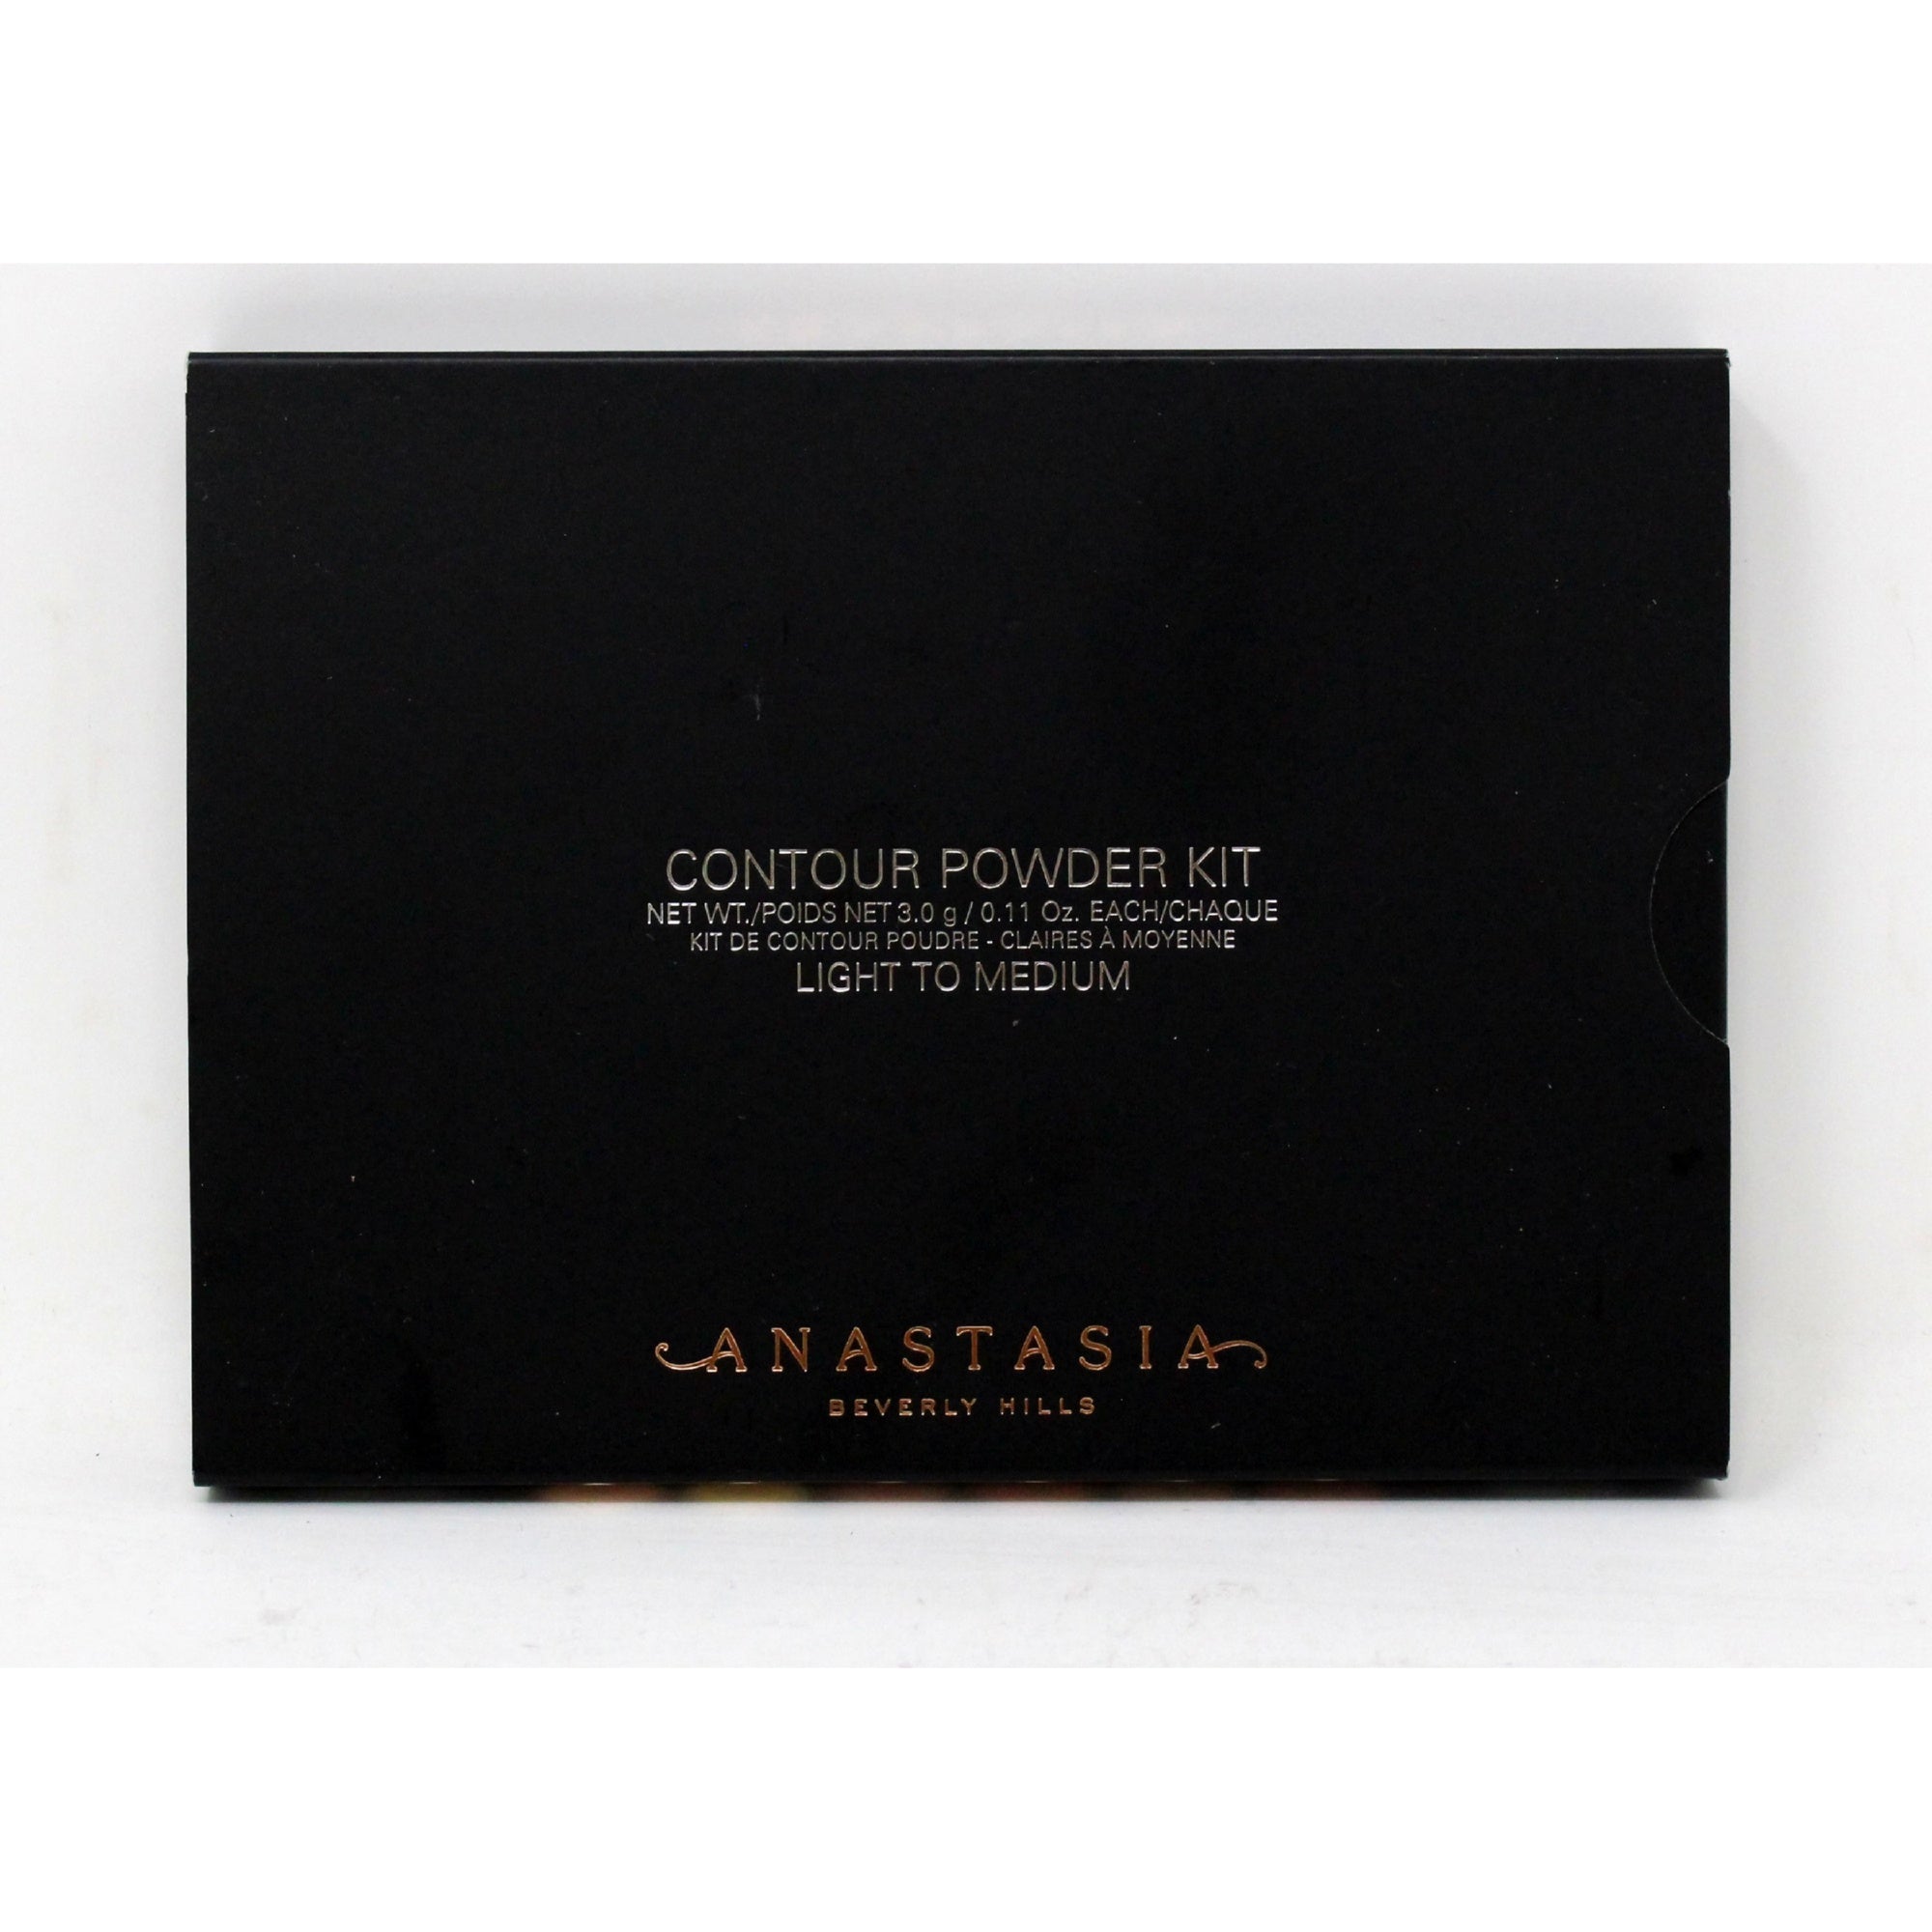 CONTOUR POWDER KIT
NET WT./POIDS NET 3.0 g / 0.11 Oz. EACH/CHAQUE
KIT DE CONTOUR POUDRE - CLAIRES À MOYENNE
LIGHT TO MEDIUM
ANASTASIA
BEVERLY HILLS